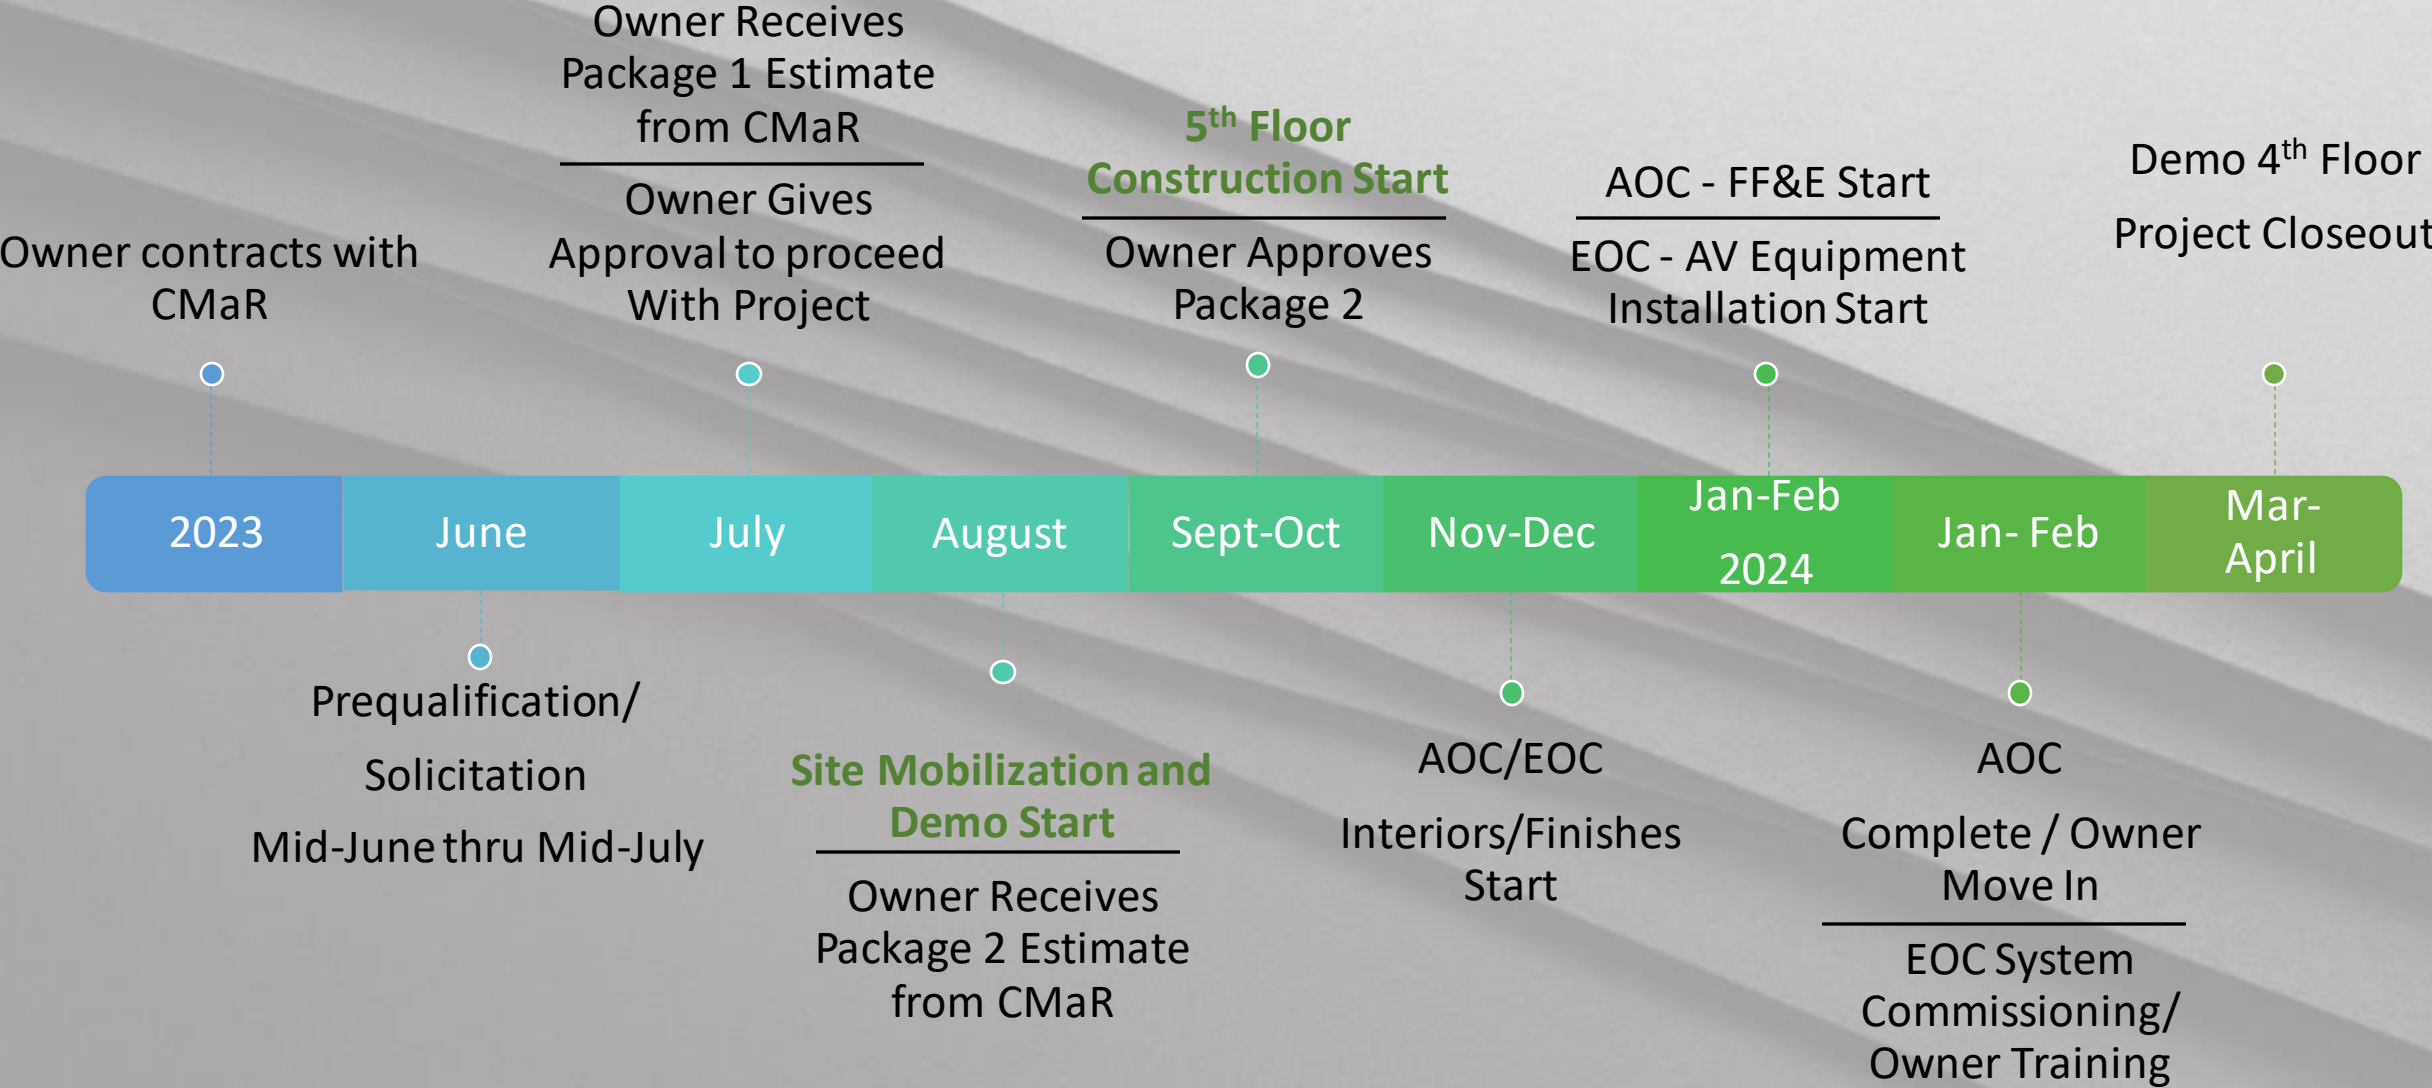 Owner Receives
Package 1 Estimate
from CMaR
Owner Gives
Approval to proceed
With Project
5th Floor
Construction Start
Owner Approves
Package 2
AOC - FF&E Start
EOC - AV Equipment
Installation Start
Demo 4th Floor
Project Closeout
Owner contracts with
CMaR
2023
June
July
August
Sept-Oct
Nov-Dec
Jan-Feb
2024
Jan- Feb
Mar-
April
Prequalification/
Solicitation
Mid-June thru Mid-July
Site Mobilization and
Demo Start
Owner Receives
Package 2 Estimate
from CMaR
AOC/EOC
Interiors/Finishes
Start
AOC
Complete / Owner
Move In
EOC System
Commissioning/
Owner Training